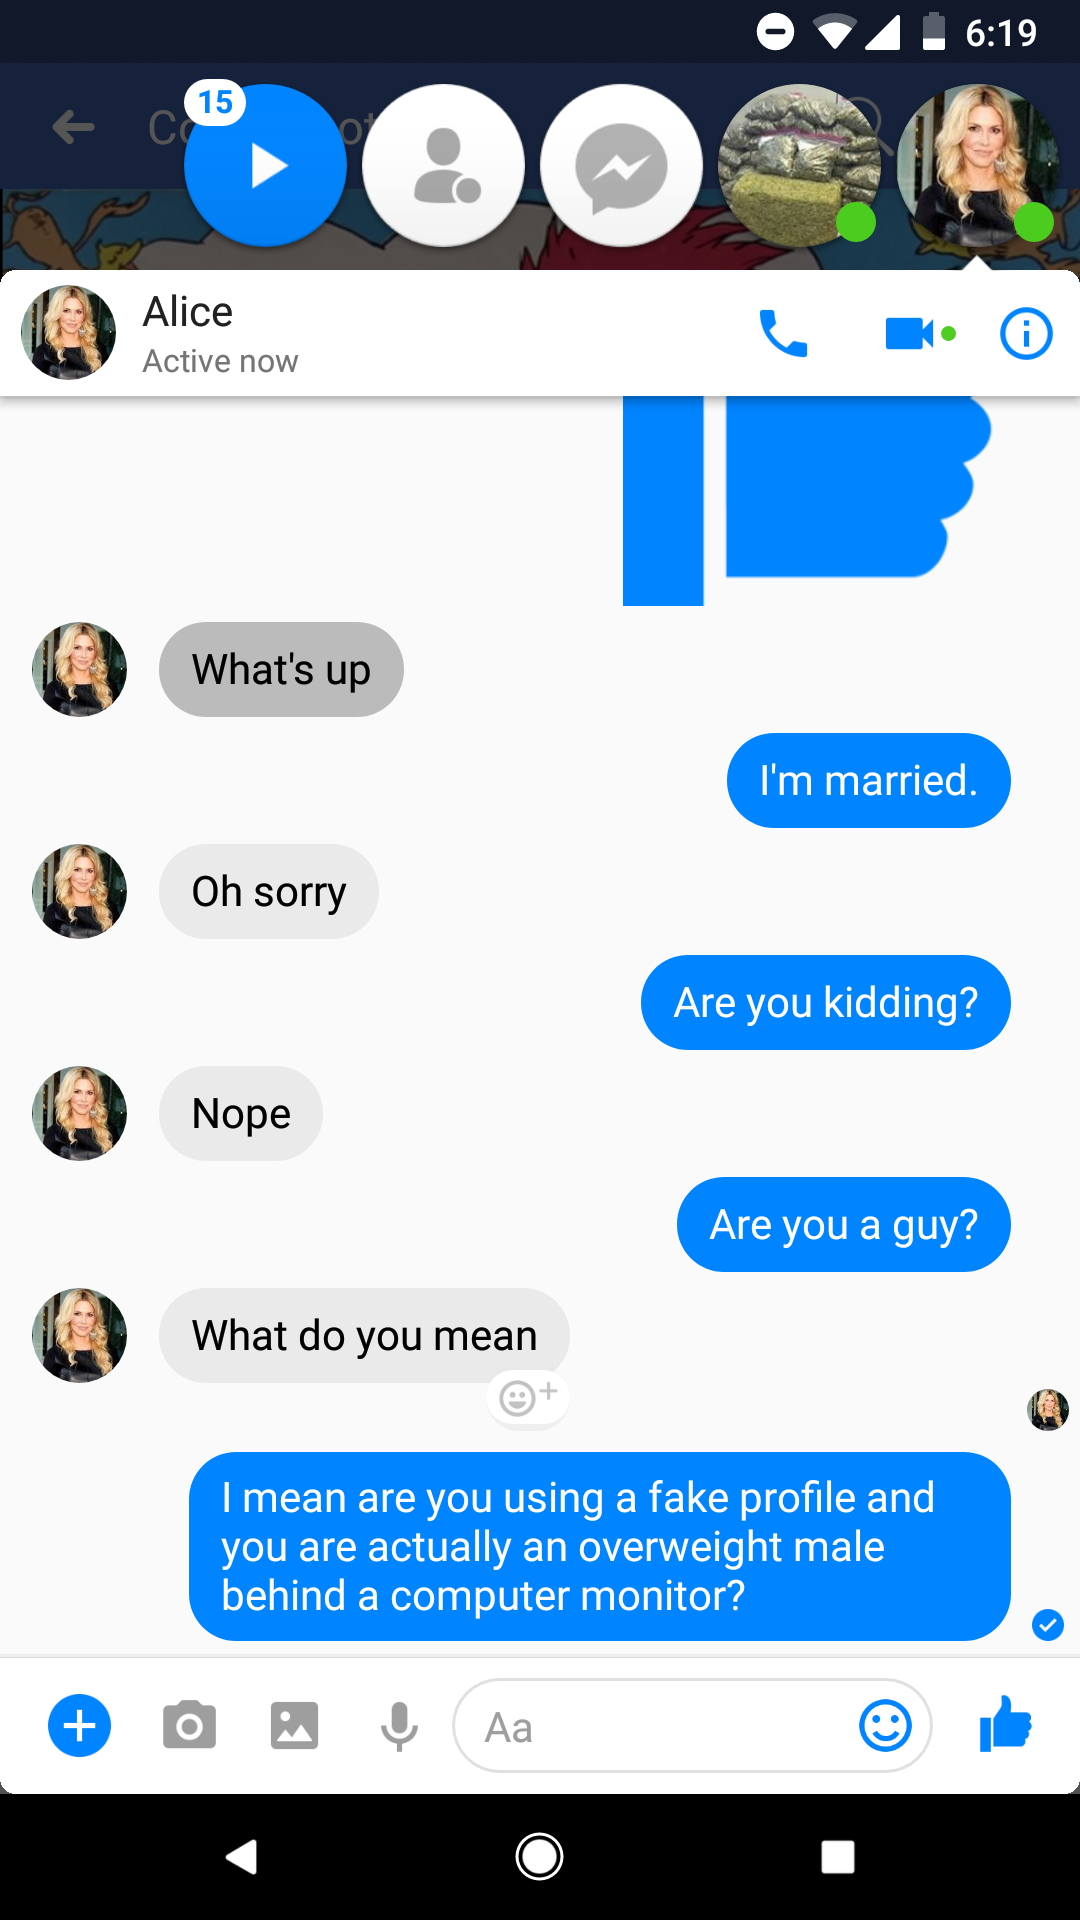 6:19
15
Alice
Active now
What's up
I'm married.
Oh sorry
Are you kidding?
Nope
Are you a guy?
What do you mean
I mean are you using a fake profile and
you are actually an overweight male
behind a computer monitor?
Aa